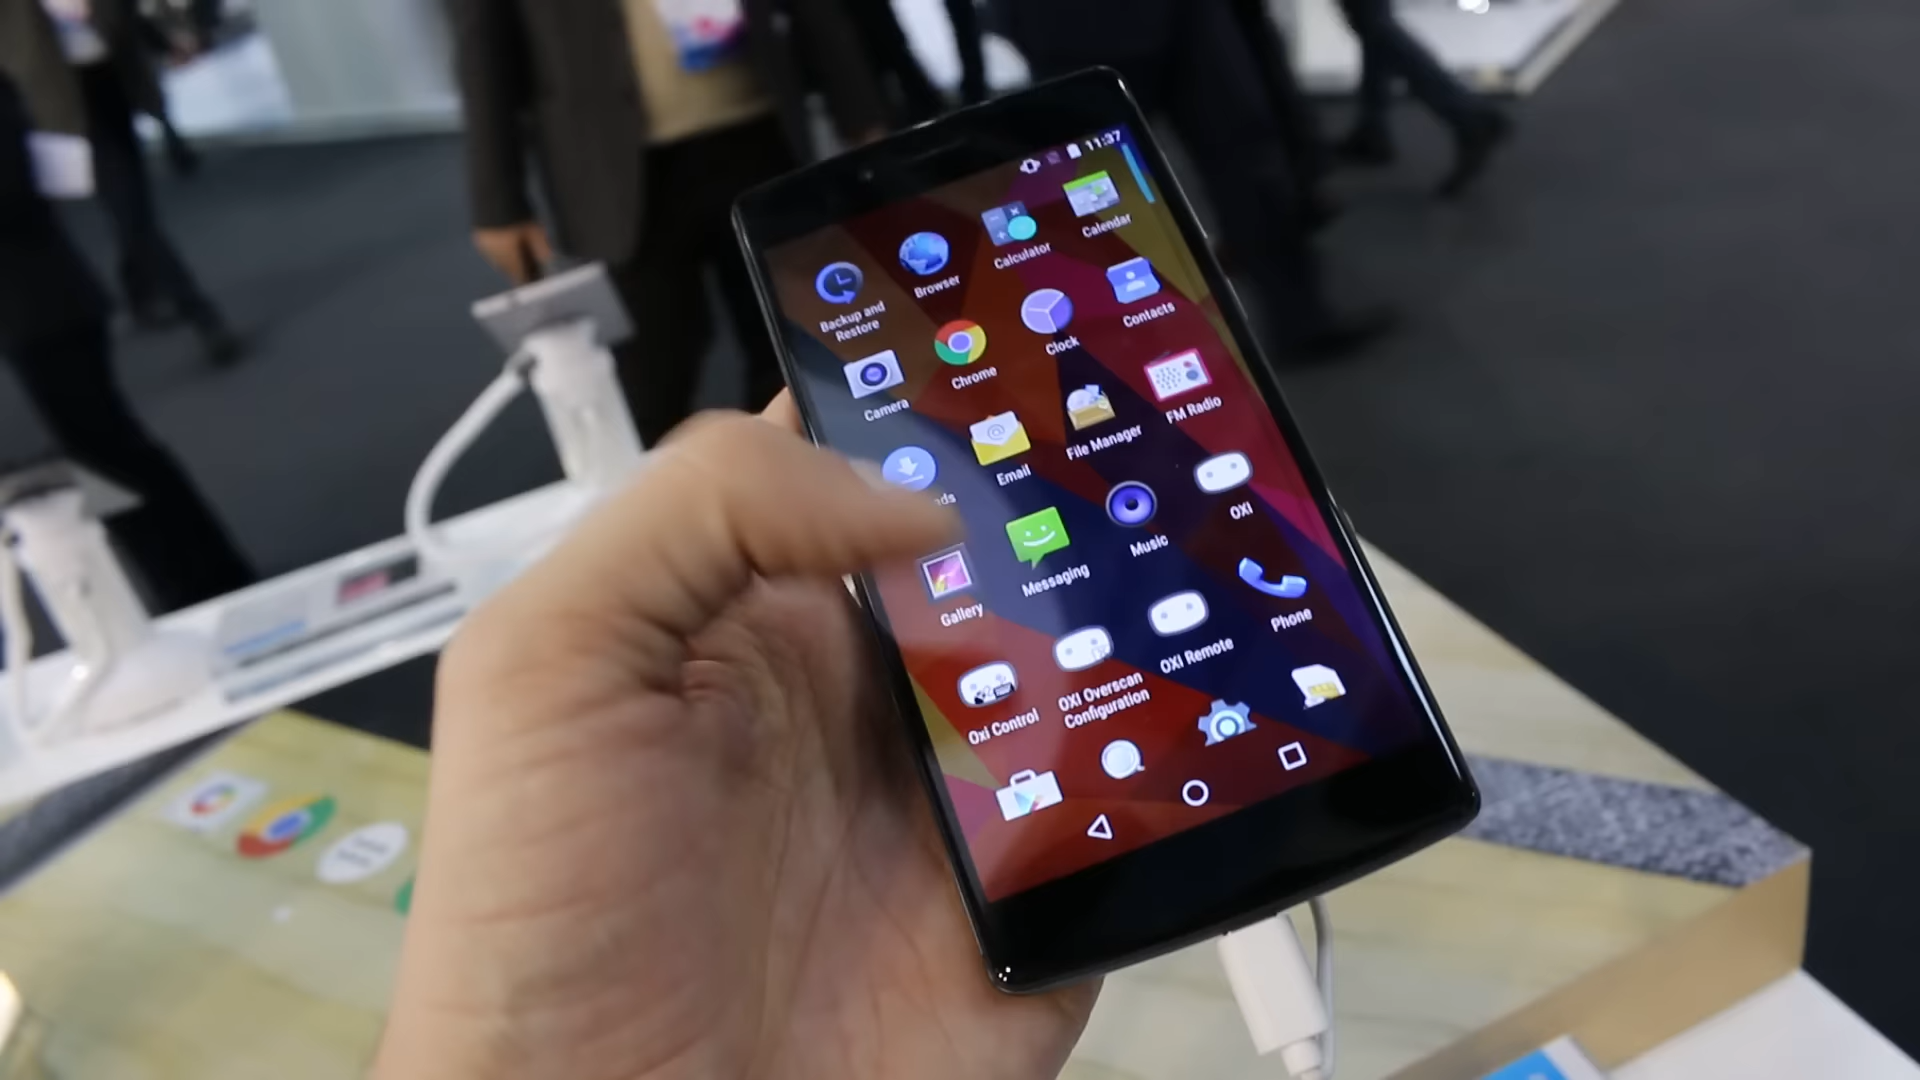 11:37
Backup and
Restore
Browser
Calculator
Calendar
Camera
Chrome
Clock
Contacts
Email
File Manager
FM Radio
Gallery
Messaging
Music
OXI
Oxi Control
OXI Overscan
Configuration
OXI Remote
Phone